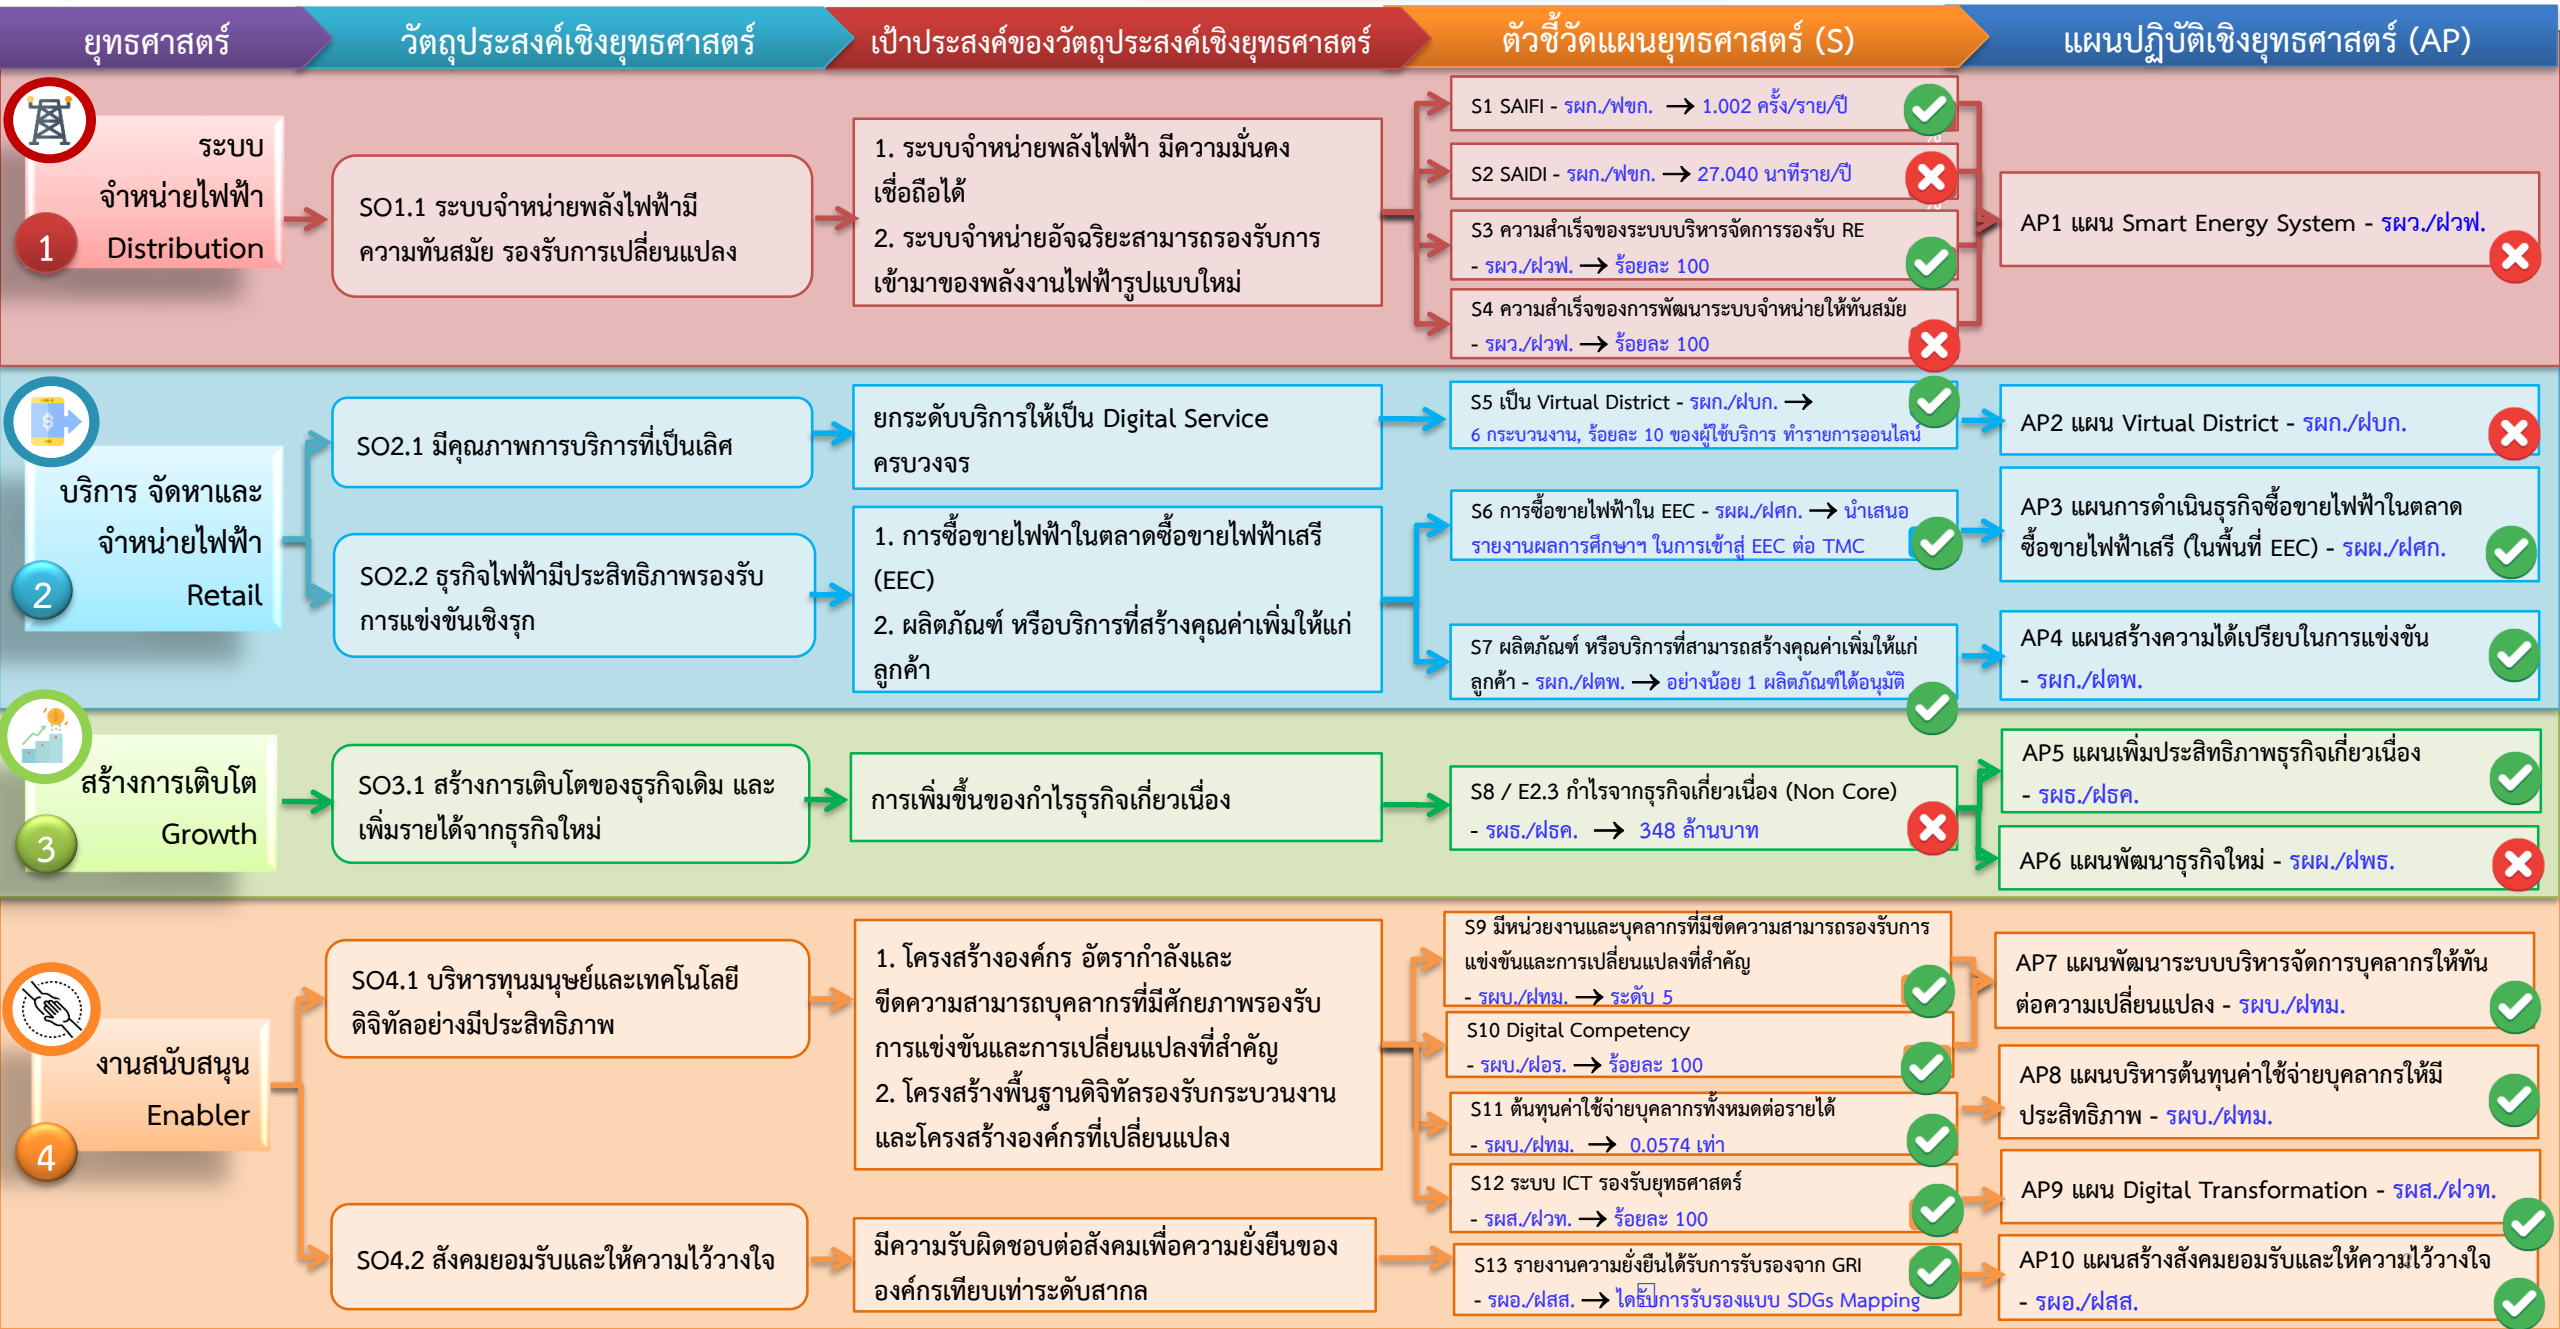 ยุทธศาสตร์
วัตถุประสงค์เชิงยุทธศาสตร์
เป้าประสงค์ของวัตถุประสงค์เชิงยุทธศาสตร์
ตัวชี้วัดแผนยุทธศาสตร์ (S)
แผนปฏิบัติเชิงยุทธศาสตร์ (AP)
ระบบ
จำหน่ายไฟฟ้า
Distribution
1
SO1.1 ระบบจำหน่ายพลังไฟฟ้ามี
ความทันสมัย รองรับการเปลี่ยนแปลง
1. ระบบจำหน่ายพลังไฟฟ้า มีความมั่นคง
เชื่อถือได้
2. ระบบจำหน่ายอัจฉริยะสามารถรองรับการ
เข้ามาของพลังงานไฟฟ้ารูปแบบใหม่
S1 SAIFI - รผก./ฟขก. → 1.002 ครั้ง/ราย/ปี
S2 SAIDI - รผก./ฟขก. → 27.040 นาทีราย/ปี
S3 ความสำเร็จของระบบบริหารจัดการรองรับ RE
- รผว./ฝวฟ. → ร้อยละ 100
S4 ความสำเร็จของการพัฒนาระบบจำหน่ายให้ทันสมัย
- รผว./ฝวฟ. → ร้อยละ 100
AP1 แผน Smart Energy System - รผว./ฝวฟ.
บริการ จัดหาและ
จำหน่ายไฟฟ้า
Retail
2
SO2.1 มีคุณภาพการบริการที่เป็นเลิศ
ยกระดับบริการให้เป็น Digital Service
ครบวงจร
S5 เป็น Virtual District - รผก./ฝบก. →
6 กระบวนงาน, ร้อยละ 10 ของผู้ใช้บริการ ทำรายการออนไลน์
AP2 แผน Virtual District - รผก./ฝบก.
SO2.2 ธุรกิจไฟฟ้ามีประสิทธิภาพรองรับ
การแข่งขันเชิงรุก
1. การซื้อขายไฟฟ้าในตลาดซื้อขายไฟฟ้าเสรี
(EEC)
2. ผลิตภัณฑ์ หรือบริการที่สร้างคุณค่าเพิ่มให้แก่
ลูกค้า
S6 การซื้อขายไฟฟ้าใน EEC - รผผ./ฝศก. → นำเสนอ
รายงานผลการศึกษาฯ ในการเข้าสู่ EEC ต่อ TMC
AP3 แผนการดำเนินธุรกิจซื้อขายไฟฟ้าในตลาด
ซื้อขายไฟฟ้าเสรี (ในพื้นที่ EEC) - รผผ./ฝศก.
S7 ผลิตภัณฑ์ หรือบริการที่สามารถสร้างคุณค่าเพิ่มให้แก่
ลูกค้า - รผก./ฝตพ. → อย่างน้อย 1 ผลิตภัณฑ์ได้อนุมัติ
AP4 แผนสร้างความได้เปรียบในการแข่งขัน
- รผก./ฝตพ.
สร้างการเติบโต
Growth
3
SO3.1 สร้างการเติบโตของธุรกิจเดิม และ
เพิ่มรายได้จากธุรกิจใหม่
การเพิ่มขึ้นของกำไรธุรกิจเกี่ยวเนื่อง
S8 / E2.3 กำไรจากธุรกิจเกี่ยวเนื่อง (Non Core)
- รผธ./ฝธค. → 348 ล้านบาท
AP5 แผนเพิ่มประสิทธิภาพธุรกิจเกี่ยวเนื่อง
- รผธ./ฝธค.
AP6 แผนพัฒนาธุรกิจใหม่ - รผผ./ฝพธ.
งานสนับสนุน
Enabler
4
SO4.1 บริหารทุนมนุษย์และเทคโนโลยี
ดิจิทัลอย่างมีประสิทธิภาพ
1. โครงสร้างองค์กร อัตรากำลังและ
ขีดความสามารถบุคลากรที่มีศักยภาพรองรับ
การแข่งขันและการเปลี่ยนแปลงที่สำคัญ
2. โครงสร้างพื้นฐานดิจิทัลรองรับกระบวนงาน
และโครงสร้างองค์กรที่เปลี่ยนแปลง
S9 มีหน่วยงานและบุคลากรที่มีขีดความสามารถรองรับการ
แข่งขันและการเปลี่ยนแปลงที่สำคัญ
- รผบ./ฝทม. → ระดับ 5
S10 Digital Competency
- รผบ./ฝอร. → ร้อยละ 100
S11 ต้นทุนค่าใช้จ่ายบุคลากรทั้งหมดต่อรายได้
- รผบ./ฝทม. → 0.0574 เท่า
S12 ระบบ ICT รองรับยุทธศาสตร์
- รผส./ฝวท. → ร้อยละ 100
AP7 แผนพัฒนาระบบบริหารจัดการบุคลากรให้ทัน
ต่อความเปลี่ยนแปลง - รผบ./ฝทม.
AP8 แผนบริหารต้นทุนค่าใช้จ่ายบุคลากรให้มี
ประสิทธิภาพ - รผบ./ฝทม.
AP9 แผน Digital Transformation - รผส./ฝวท.
SO4.2 สังคมยอมรับและให้ความไว้วางใจ
มีความรับผิดชอบต่อสังคมเพื่อความยั่งยืนของ
องค์กรเทียบเท่าระดับสากล
S13 รายงานความยั่งยืนได้รับการรับรองจาก GRI
- รผอ./ฝสส. → ได้รับการรับรองแบบ SDGs Mapping
AP10 แผนสร้างสังคมยอมรับและให้ความไว้วางใจ
- รผอ./ฝสส.